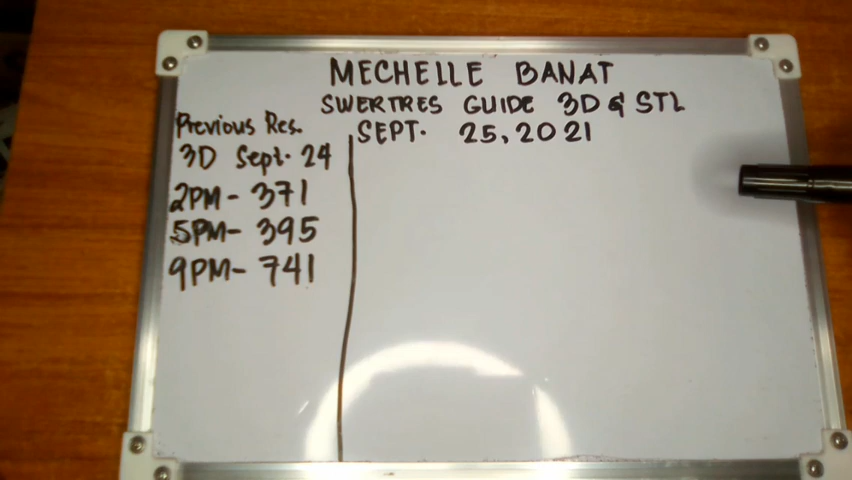 MECHELLE BANAT
SWERTRES GUIDE 3D & STL
SEPT. 25, 2021
Previous Res.
3D Sept. 24
2PM - 371
5PM - 395
9PM - 741